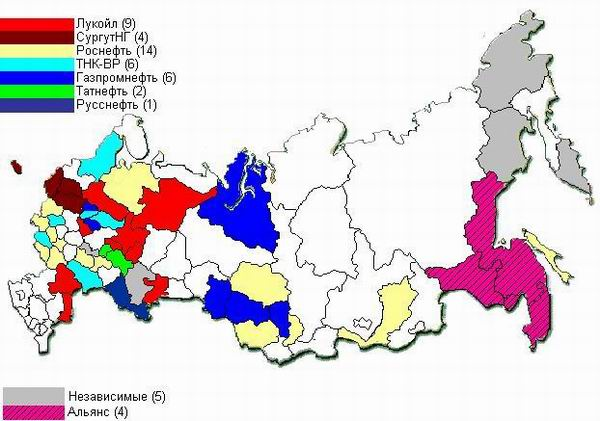 Лукойл (9)
СургутНГ (4)
Роснефть (14)
ТНК-ВР (6)
Газпромнефть (6)
Татнефть (2)
Русснефть (1)
Независимые (5)
Альянс (4)